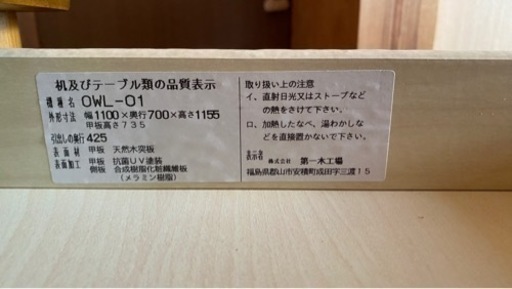 机及びテーブル類の品質表示
機種名 OWL-01
外形寸法 幅1100×奥行700×高さ1155
甲板高さ735
引出しの奥行 425
表面材 甲板 天然木突板
表面加工 甲板 抗菌UV塗装
側板 合成樹脂化粧繊維板
(メラミン樹脂)
取り扱い上の注意
イ、直射日光又はストーブなど
の熱をさけて下さい。
ロ、加熱したなべ、湯わかしな
どを直接置かないで下さい。
表示者 株式会社 第一木工場
福島県郡山市安積町成田字三渡15